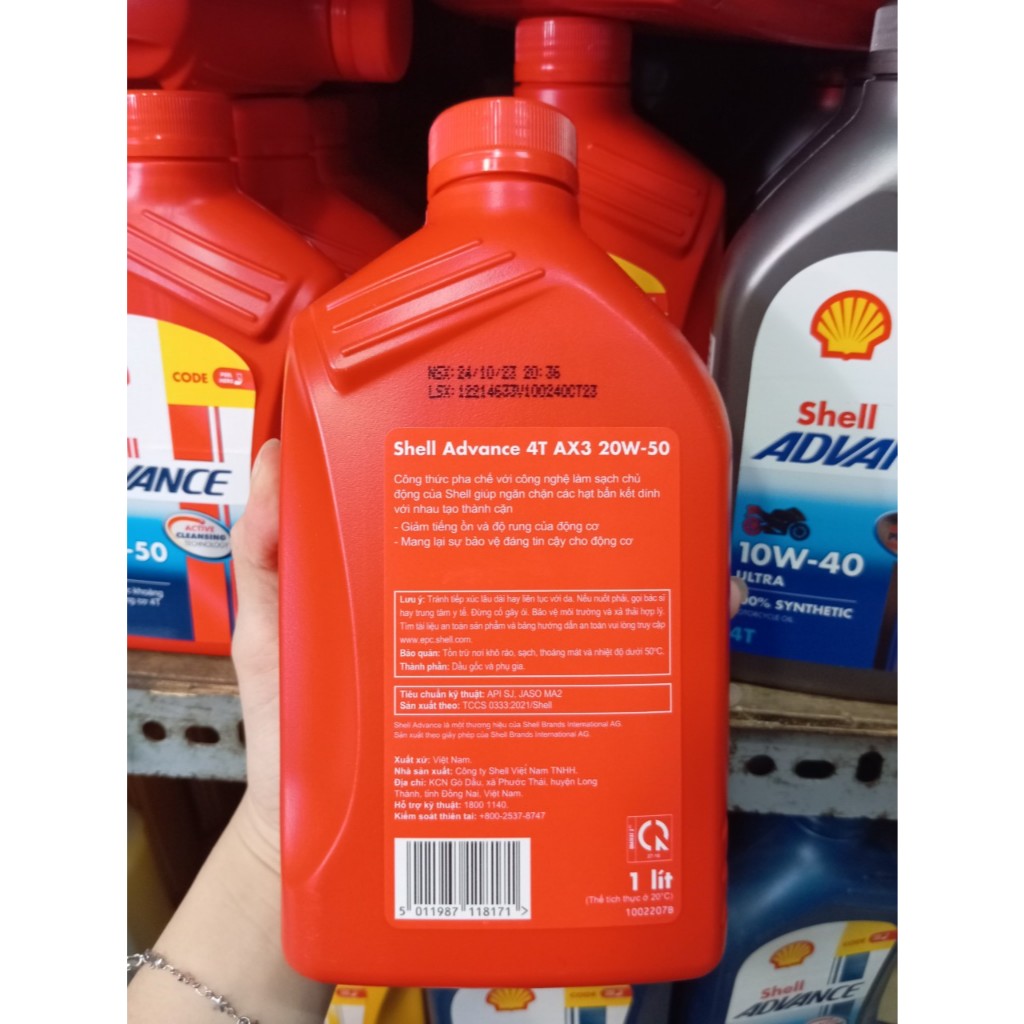 NSX: 24/10/23 20:36
LSX: 12214633V10024OCT23
Shell Advance 4T AX3 20W-50
Công thức pha chế với công nghệ làm sạch chủ
động của Shell giúp ngăn chặn các hạt bẩn kết dính
với nhau tạo thành cặn
- Giảm tiếng ồn và độ rung của động cơ
- Mang lại sự bảo vệ đáng tin cậy cho động cơ
Lưu ý: Tránh tiếp xúc lâu dài hay liên tục với da. Nếu nuốt phải, gọi bác sĩ
hay trung tâm y tế. Đừng cố gây ói. Bảo vệ môi trường và xả thải hợp lý.
Tìm tài liệu an toàn sản phẩm và bảng hướng dẫn an toàn vui lòng truy cập
www.epc.shell.com.
Bảo quản: Tồn trữ nơi khô ráo, sạch, thoáng mát và nhiệt độ dưới 50°C.
Thành phần: Dầu gốc và phụ gia.
Tiêu chuẩn kỹ thuật: API SJ. JASO MA2
Sản xuất theo: TCCS 0333:2021/Shell
Shell Advance là một thương hiệu của Shell Brands International AG.
Sản xuất theo giấy phép của Shell Brands International AG.
Xuất xứ: Việt Nam.
Nhà sản xuất: Công ty Shell Việt Nam TNHH.
Địa chỉ: KCN Gò Dầu, xã Phước Thái, huyện Long
Thành, tỉnh Đồng Nai, Việt Nam.
Hỗ trợ kỹ thuật: 1800 1140.
Kiểm soát thiên tai: +800-2537-8747
5 011987 118171 >
1 lít
(Thể tích thực ở 20°C)
10022078
CODE
VANCE
ACTIVE
CLEANSING
TECHNOLOGY
-50
Shell
ADVA
10W-40
ULTRA
100% SYNTHETIC
MOTORCYCLE OIL
4T
CODE
Shell
ADVANCE
CODE